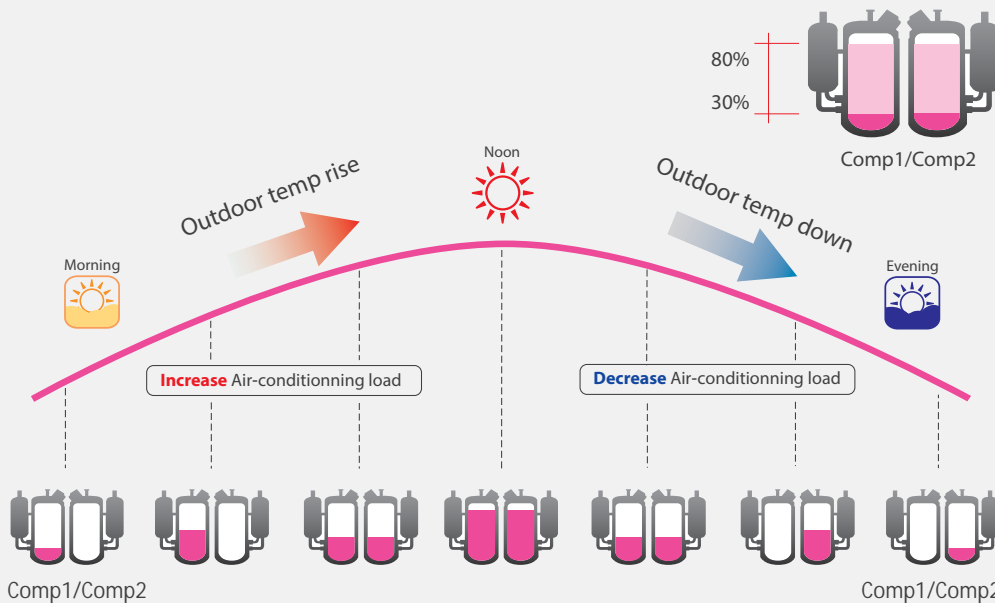 80%
30%
Comp1/Comp2
Noon
Outdoor temp rise
Outdoor temp down
Morning
Evening
Increase Air-conditionning load
Decrease Air-conditionning load
Comp1/Comp2
Comp1/Comp2